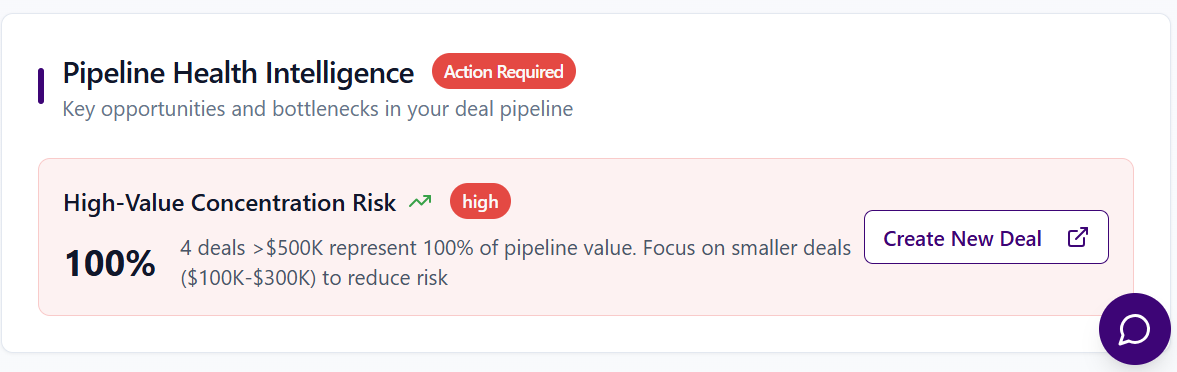 Pipeline Health Intelligence Action Required
Key opportunities and bottlenecks in your deal pipeline
High-Value Concentration Risk high
100% 4 deals >$500K represent 100% of pipeline value. Focus on smaller deals
($100K-$300K) to reduce risk
Create New Deal